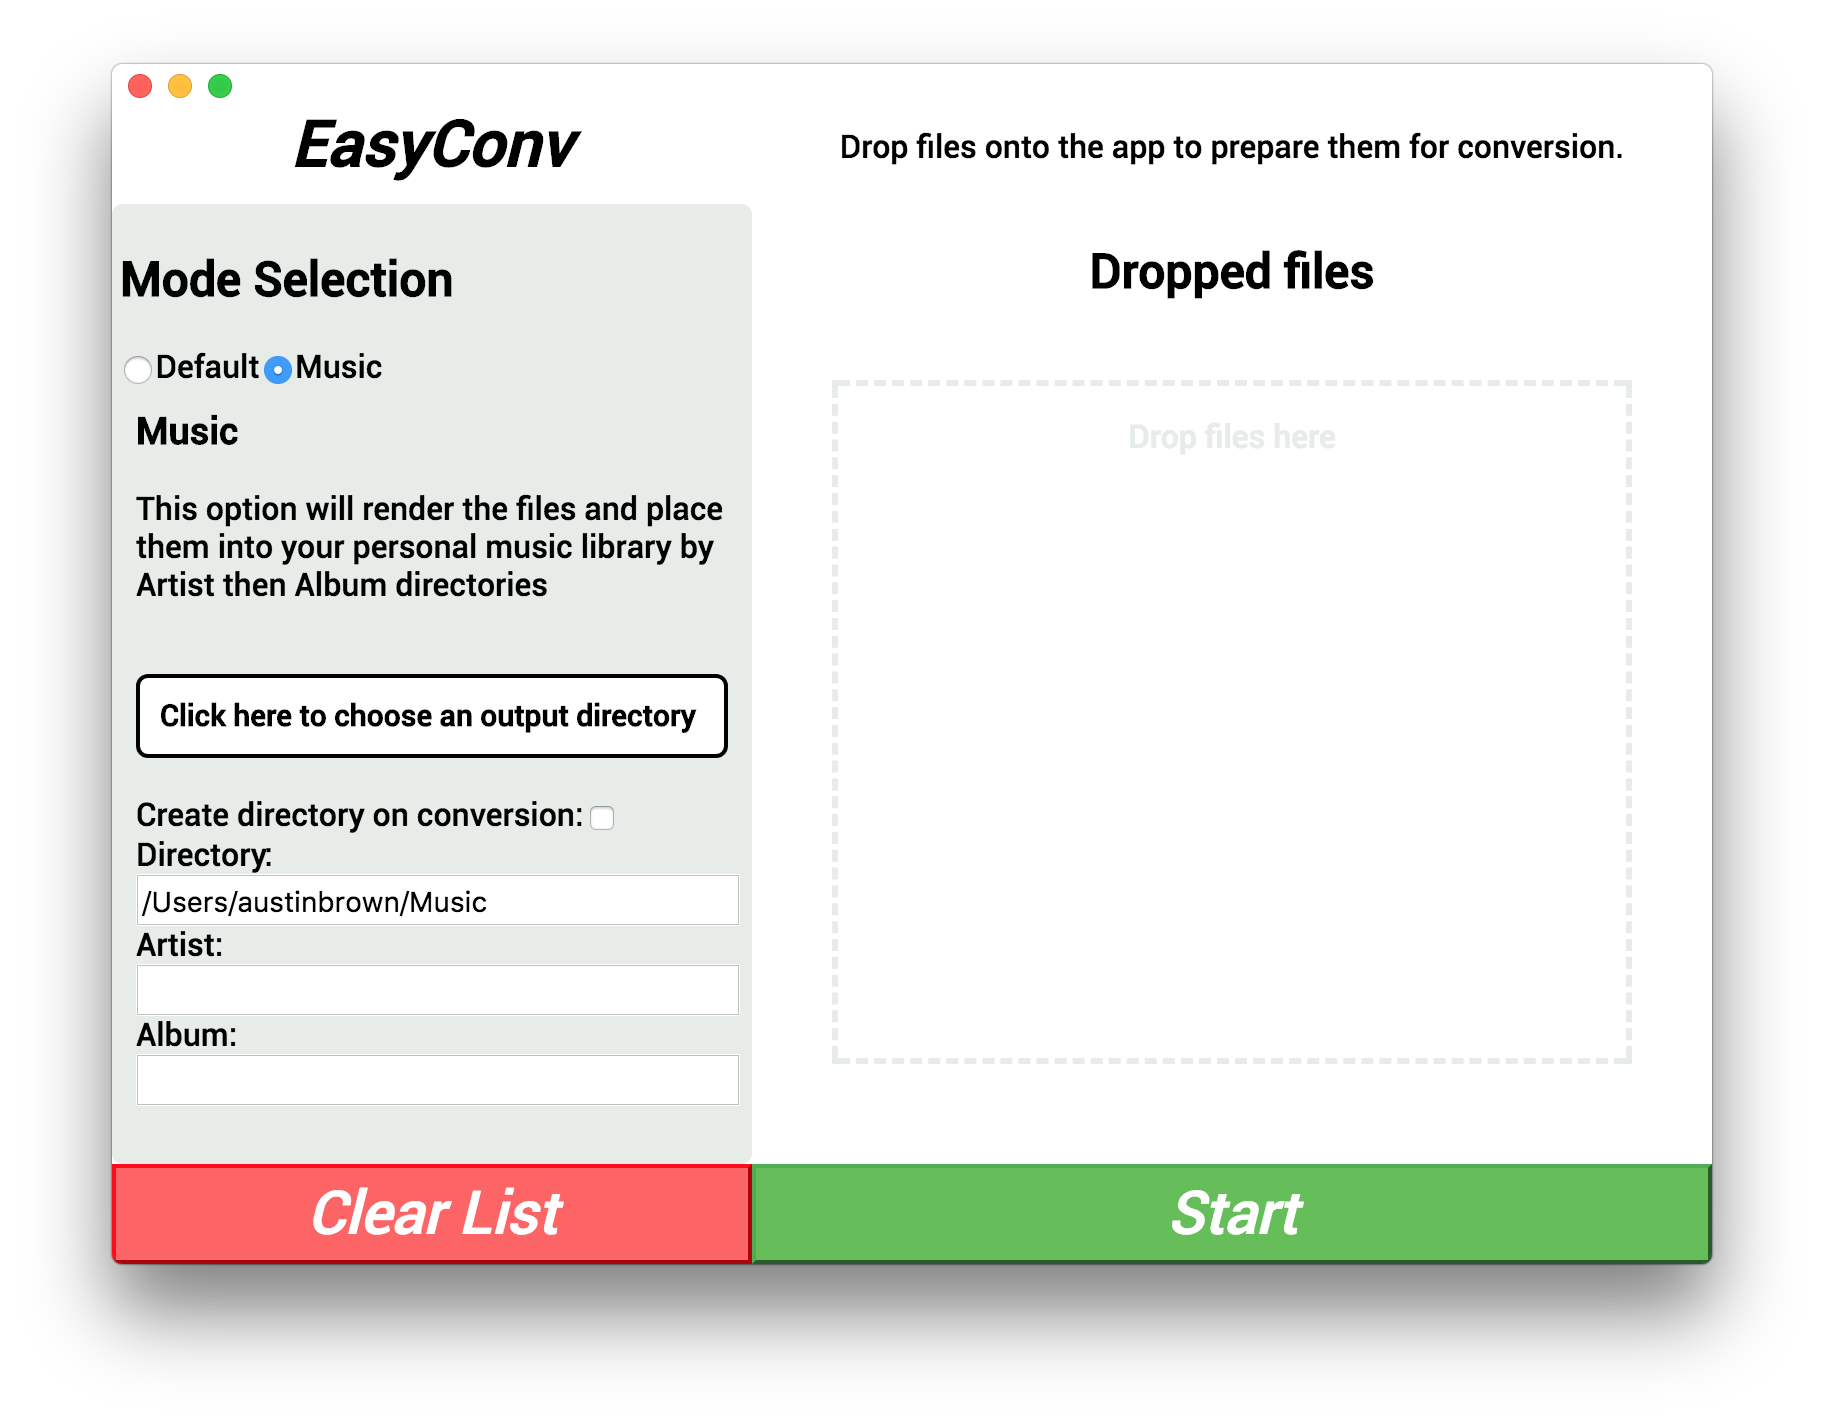 EasyConv
Drop files onto the app to prepare them for conversion.
Mode Selection
Default Music
Music
This option will render the files and place
them into your personal music library by
Artist then Album directories
Click here to choose an output directory
Create directory on conversion:
Directory:
/Users/austinbrown/Music
Artist:
Album:
Dropped files
Drop files here
Clear List
Start